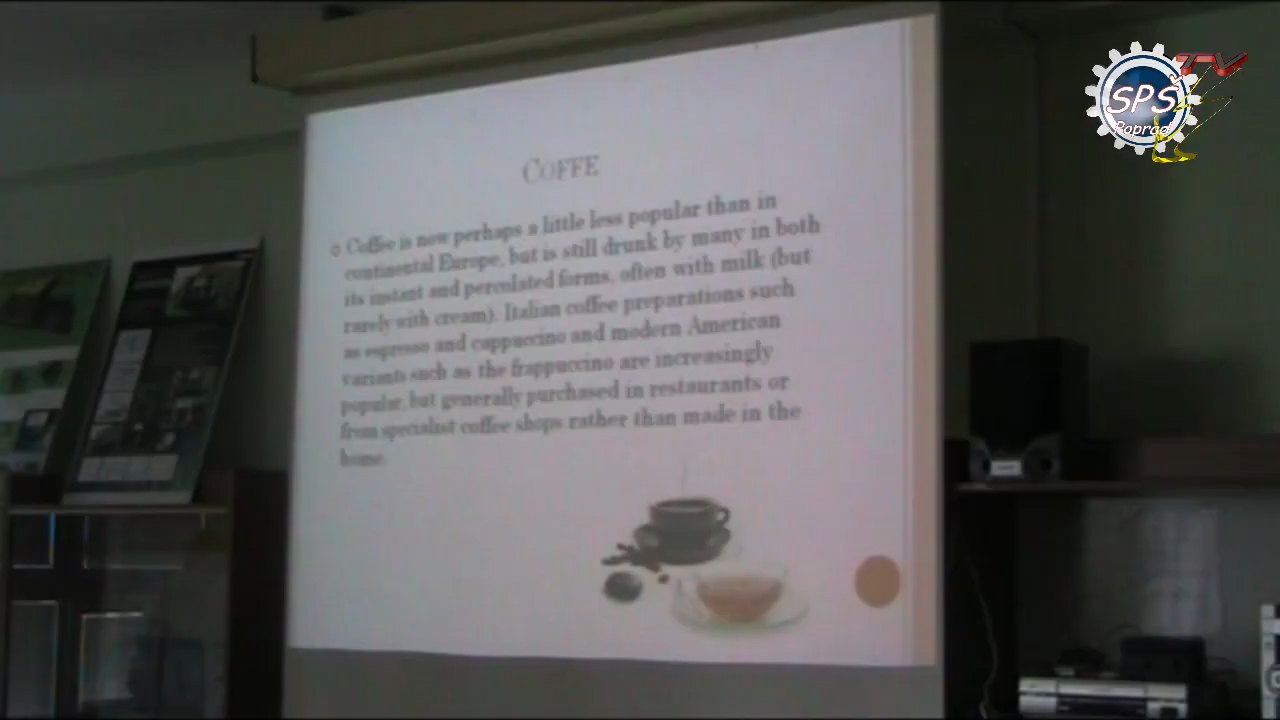 COFFE
Coffee is now perhaps a little less popular than in
continental Europe, but is still drunk by many in both
its instant and percolated forms, often with milk (but
rarely with cream). Italian coffee preparations such
as espresso and cappuccino and modern American
variants such as the frappuccino are increasingly
popular, but generally purchased in restaurants or
from specialist coffee shops rather than made in the
home.
TV
SPŠ
Poprad